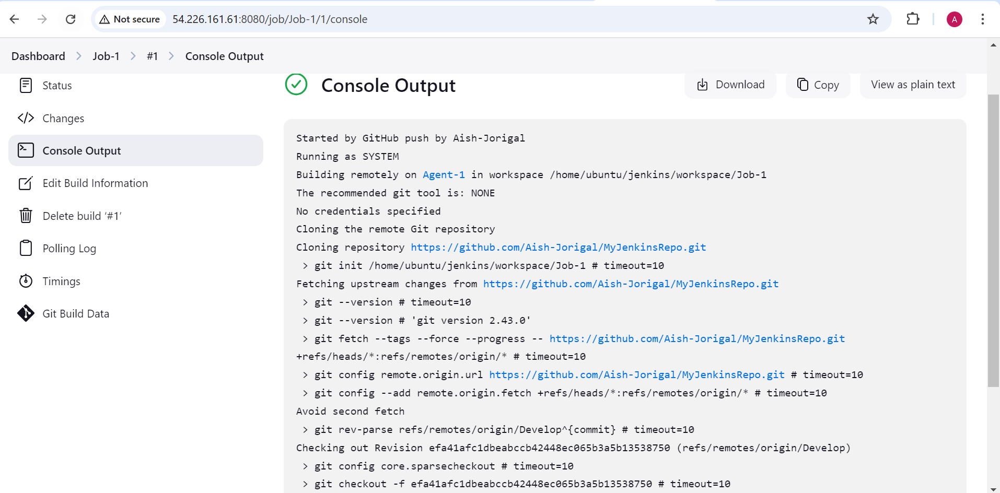 Not secure
54.226.161.61:8080/job/Job-1/1/console
A
Dashboard
Job-1
#1
Console Output
Status
Changes
Console Output
Edit Build Information
Delete build ‘#1’
Polling Log
Timings
Git Build Data
Console Output
Download
Copy
View as plain text
Started by GitHub push by Aish-Jorigal
Running as SYSTEM
Building remotely on Agent-1 in workspace /home/ubuntu/jenkins/workspace/Job-1
The recommended git tool is: NONE
No credentials specified
Cloning the remote Git repository
Cloning repository https://github.com/Aish-Jorigal/MyJenkinsRepo.git
> git init /home/ubuntu/jenkins/workspace/Job-1 # timeout=10
Fetching upstream changes from https://github.com/Aish-Jorigal/MyJenkinsRepo.git
> git --version # timeout=10
> git --version # 'git version 2.43.0'
> git fetch --tags --force --progress -- https://github.com/Aish-Jorigal/MyJenkinsRepo.git
+refs/heads/*:refs/remotes/origin/* # timeout=10
> git config remote.origin.url https://github.com/Aish-Jorigal/MyJenkinsRepo.git # timeout=10
> git config --add remote.origin.fetch +refs/heads/*:refs/remotes/origin/* # timeout=10
Avoid second fetch
> git rev-parse refs/remotes/origin/Develop^{commit} # timeout=10
Checking out Revision efa41afc1dbeabccb42448ec065b3a5b13538750 (refs/remotes/origin/Develop)
> git config core.sparsecheckout # timeout=10
> git checkout -f efa41afc1dbeabccb42448ec065b3a5b13538750 # timeout=10